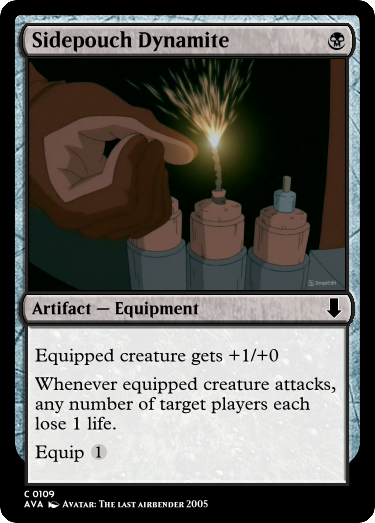 Sidepouch Dynamite
SnapEdit
Artifact — Equipment
Equipped creature gets +1/+0
Whenever equipped creature attacks,
any number of target players each
lose 1 life.
Equip 1
C 0109
AVA Avatar: The last airbender 2005